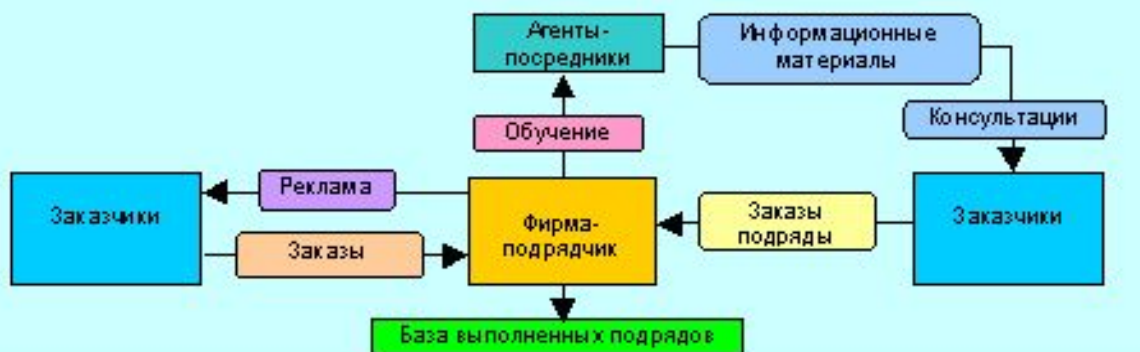 Агенты-
посредники
Информационные
материалы
Обучение
Консультации
Заказчики
Реклама
Заказы
Фирма-
подрядчик
Заказы
подряды
Заказчики
База выполненных подрядов